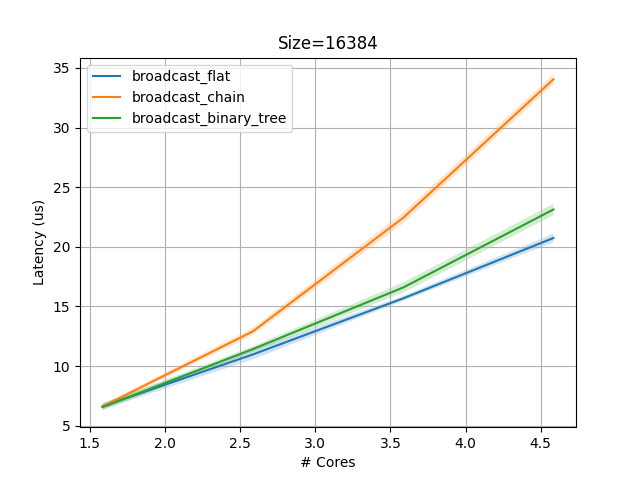 Size=16384
broadcast_flat
broadcast_chain
broadcast_binary_tree
Latency (us)
35
30
25
20
15
10
5
1.5 2.0 2.5 3.0 3.5 4.0 4.5
# Cores